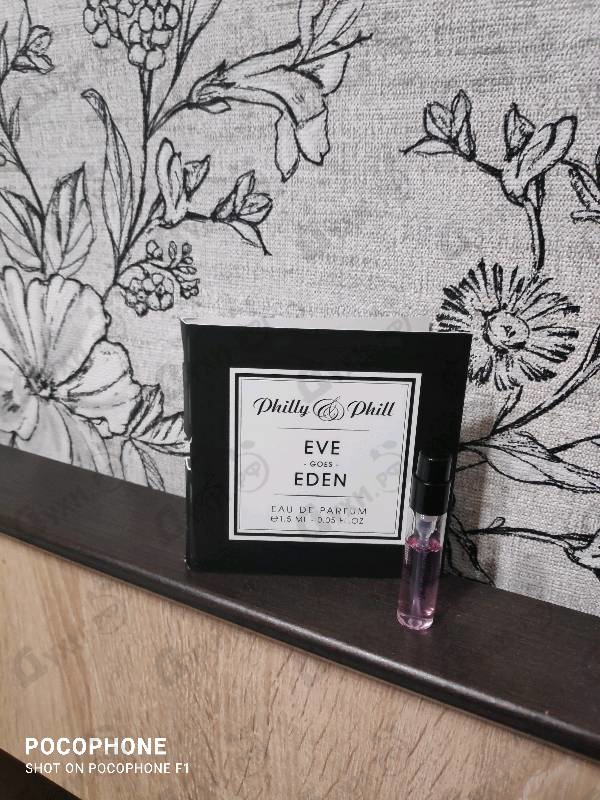 Philly & Phill
EVE
- GOES -
EDEN
EAU DE PARFUM
℮1.5 ML - 0.05 FL.OZ
POCOPHONE
SHOT ON POCOPHONE F1